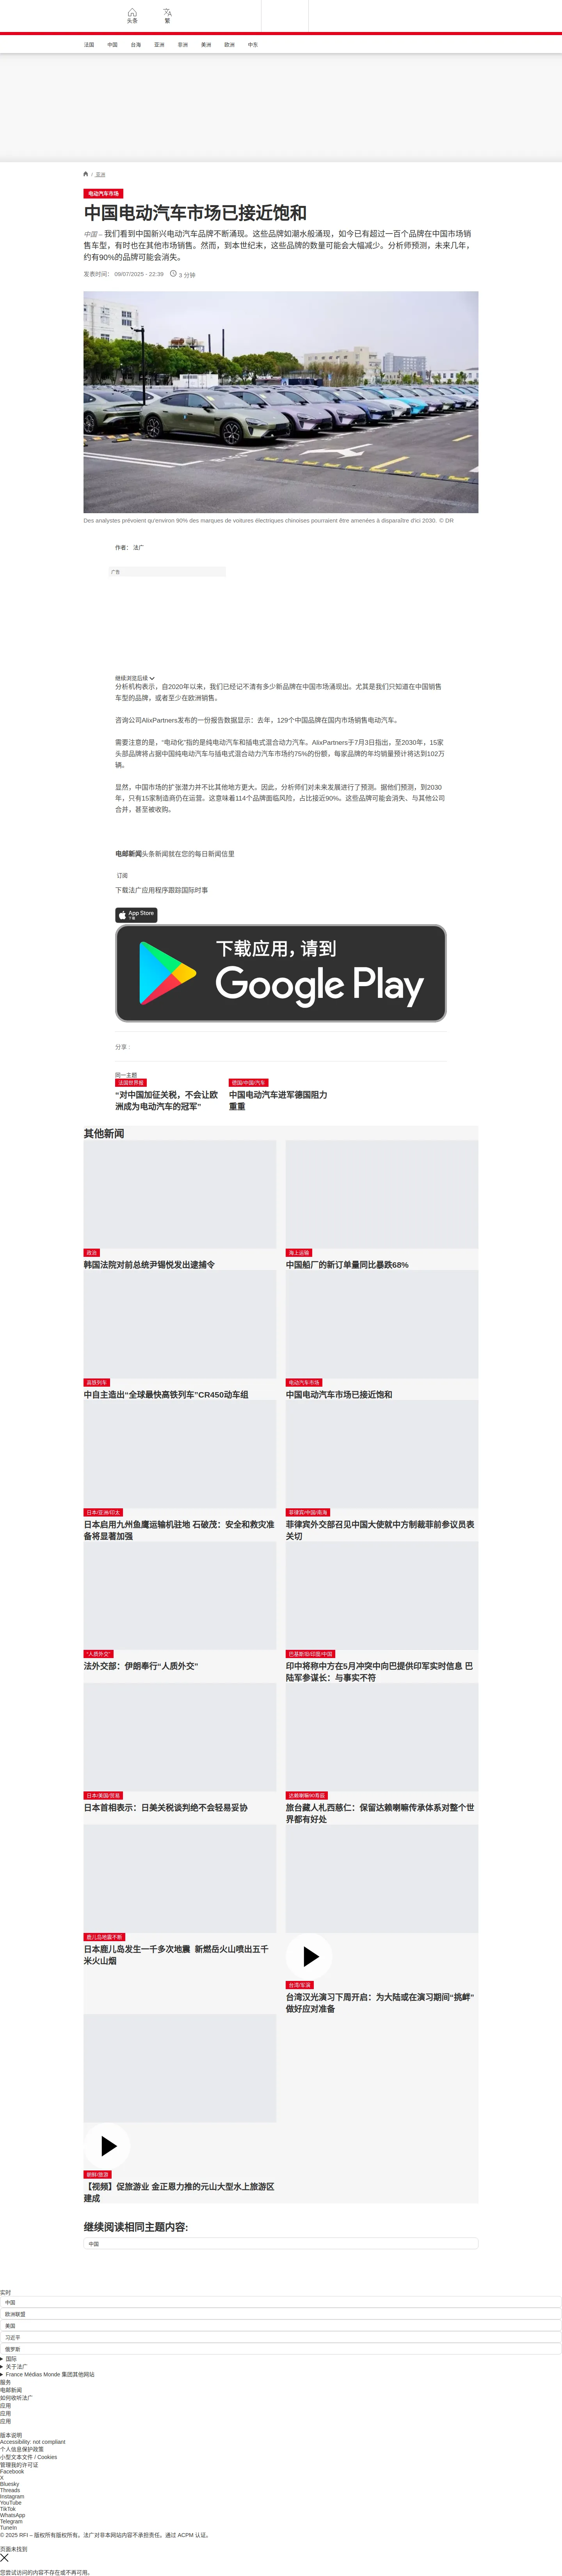 头条
繁
法国
中国
台海
亚洲
非洲
美洲
欧洲
中东
/ 亚洲
电动汽车市场
中国电动汽车市场已接近饱和
中国 – 我们看到中国新兴电动汽车品牌不断涌现。这些品牌如潮水般涌现，如今已有超过一百个品牌在中国市场销
售车型，有时也在其他市场销售。然而，到本世纪末，这些品牌的数量可能会大幅减少。分析师预测，未来几年，
约有90%的品牌可能会消失。
发表时间： 09/07/2025 - 22:39
3 分钟
Des analystes prévoient qu'environ 90% des marques de voitures électriques chinoises pourraient être amenées à disparaître d'ici 2030. © DR
作者： 法广
广告
继续浏览后续
分析机构表示，自2020年以来，我们已经记不清有多少新品牌在中国市场涌现出。尤其是我们只知道在中国销售
车型的品牌，或者至少在欧洲销售。
咨询公司AlixPartners发布的一份报告数据显示：去年，129个中国品牌在国内市场销售电动汽车。
需要注意的是，“电动化”指的是纯电动汽车和插电式混合动力汽车。AlixPartners于7月3日指出，至2030年，15家
头部品牌将占据中国纯电动汽车与插电式混合动力汽车市场约75%的份额，每家品牌的年均销量预计将达到102万
辆。
显然，中国市场的扩张潜力并不比其他地方更大。因此，分析师们对未来发展进行了预测。据他们预测，到2030
年，只有15家制造商仍在运营。这意味着114个品牌面临风险，占比接近90%。这些品牌可能会消失、与其他公司
合并，甚至被收购。
电邮新闻头条新闻就在您的每日新闻信里
订阅
下载法广应用程序跟踪国际时事
App Store
下载
下载应用，请到
Google Play
分享 :
同一主题
法国世界报
“对中国加征关税，不会让欧
洲成为电动汽车的冠军”
德国/中国/汽车
中国电动汽车进军德国阻力
重重
其他新闻
政治
韩国法院对前总统尹锡悦发出逮捕令
海上运输
中国船厂的新订单量同比暴跌68%
高铁列车
中自主造出“全球最快高铁列车”CR450动车组
电动汽车市场
中国电动汽车市场已接近饱和
日本/亚洲/印太
日本启用九州鱼鹰运输机驻地 石破茂：安全和救灾准
备将显著加强
菲律宾/中国/南海
菲律宾外交部召见中国大使就中方制裁菲前参议员表
关切
“人质外交”
法外交部：伊朗奉行“人质外交”
巴基斯坦/印度/中国
印中将称中方在5月冲突中向巴提供印军实时信息 巴
陆军参谋长：与事实不符
日本/美国/贸易
日本首相表示：日美关税谈判绝不会轻易妥协
达赖喇嘛90寿辰
旅台藏人札西慈仁：保留达赖喇嘛传承体系对整个世
界都有好处
鹿儿岛地震不断
日本鹿儿岛发生一千多次地震 新燃岳火山喷出五千
米火山烟
台湾/军演
台湾汉光演习下周开启：为大陆或在演习期间“挑衅”
做好应对准备
朝鲜/旅游
【视频】促旅游业 金正恩力推的元山大型水上旅游区
建成
继续阅读相同主题内容:
中国
实时
中国
欧洲联盟
美国
习近平
俄罗斯
国际
关于法广
France Médias Monde 集团其他网站
服务
电邮新闻
如何收听法广
应用
应用
应用
版本说明
Accessibility: not compliant
个人信息保护政策
小型文本文件 / Cookies
管理我的许可证
Facebook
X
Bluesky
Threads
Instagram
YouTube
TikTok
WhatsApp
Telegram
TuneIn
© 2025 RFI – 版权所有版权所有。法广对非本网站内容不承担责任。通过 ACPM 认证。
页面未找到
您尝试访问的内容不存在或不再可用。